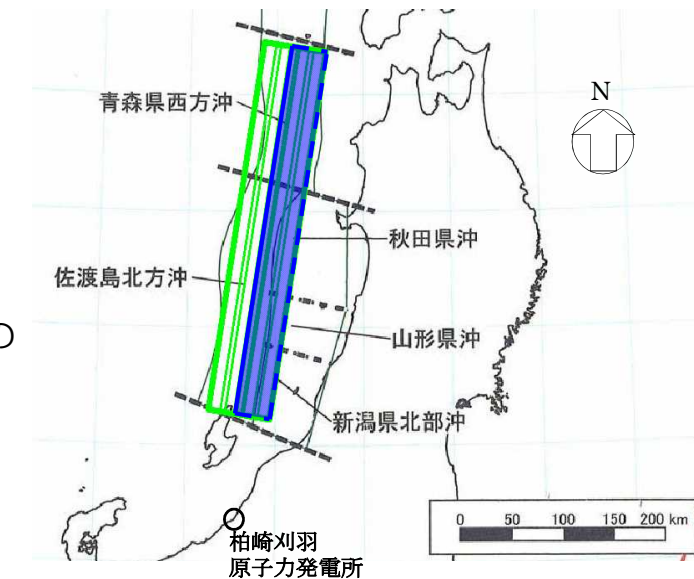 N
青森県西方沖
秋田県沖
佐渡島北方沖
山形県沖
新潟県北部沖
柏崎刈羽
原子力発電所
0 50 100 150 200 km